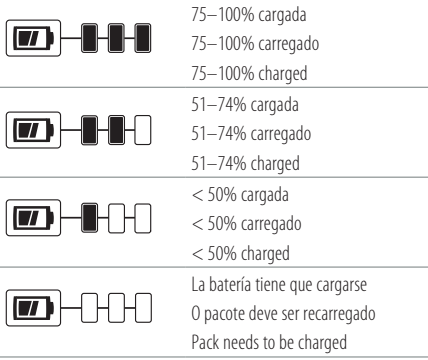 75–100% cargada
75–100% carregado
75–100% charged
51–74% cargada
51–74% carregado
51–74% charged
< 50% cargada
< 50% carregado
< 50% charged
La batería tiene que cargarse
O pacote deve ser recarregado
Pack needs to be charged